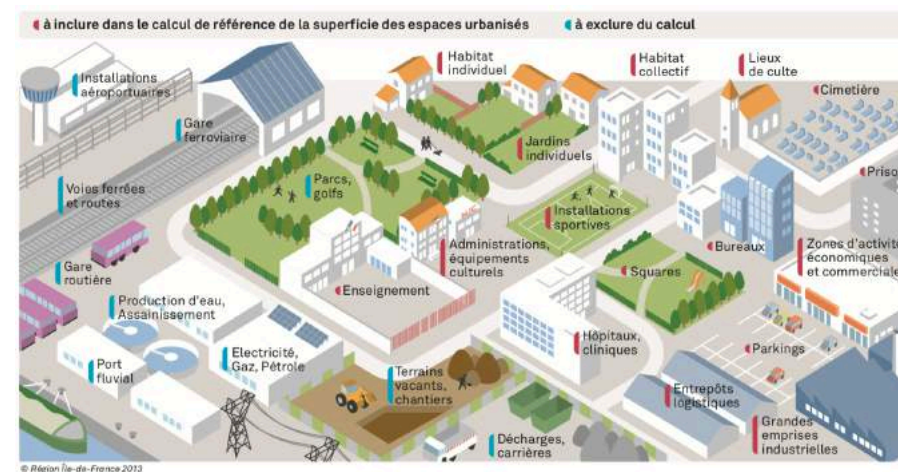 à inclure dans le calcul de référence de la superficie des espaces urbanisés
à exclure du calcul
Installations
aéroportuaires
Habitat
individuel
Habitat
collectif
Lieux
de culte
Cimetière
Gare
ferroviaire
Jardins
individuels
Parcs,
golfs
Voies ferrées
et routes
Installations
sportives
Administrations,
équipements
culturels
Bureaux
Zones d'activité
économiques
et commerciale
Gare
routière
Squares
Enseignement
Production d'eau,
Assainissement
Port
fluvial
Electricité,
Gaz, Pétrole
Terrains
vacants,
chantiers
Hôpitaux,
cliniques
Parkings
Entrepôts
logistiques
Grandes
emprises
industrielles
Décharges,
carrières
© Région Île-de-France 2013